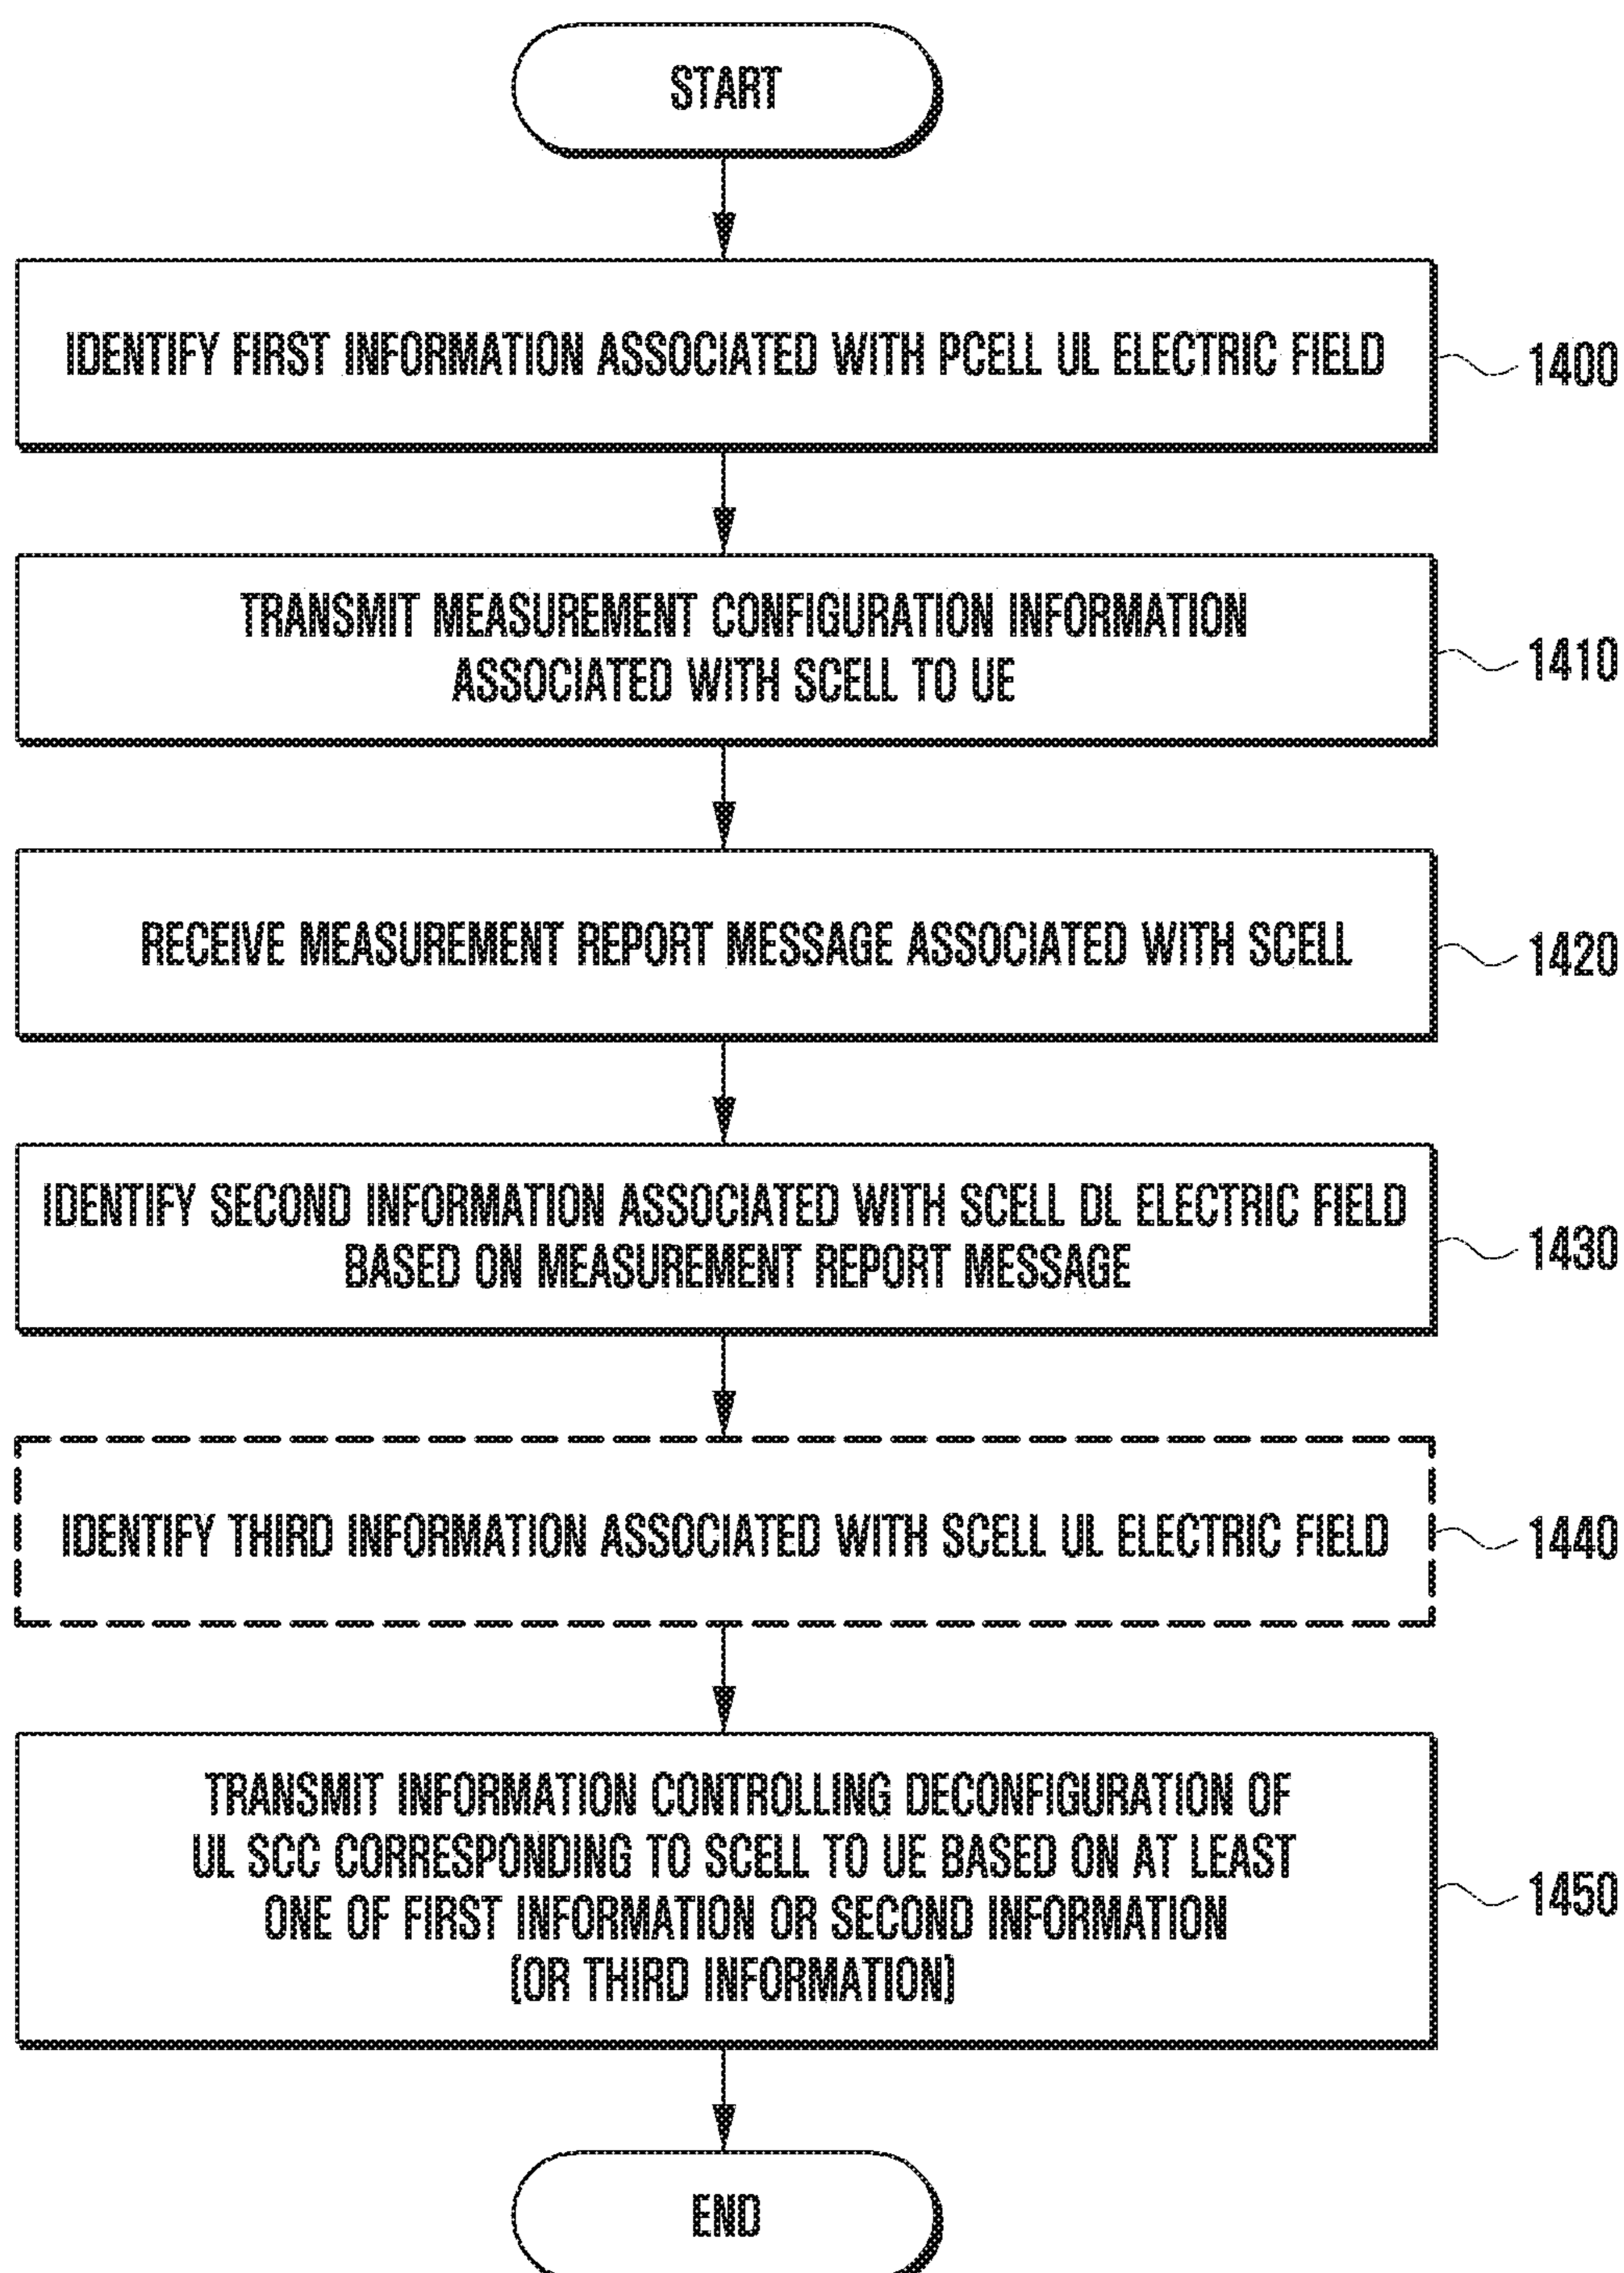 START
IDENTIFY FIRST INFORMATION ASSOCIATED WITH PCELL UL ELECTRIC FIELD
1400
TRANSMIT MEASUREMENT CONFIGURATION INFORMATION
ASSOCIATED WITH SCELL TO UE
1410
RECEIVE MEASUREMENT REPORT MESSAGE ASSOCIATED WITH SCELL
1420
IDENTIFY SECOND INFORMATION ASSOCIATED WITH SCELL DL ELECTRIC FIELD
BASED ON MEASUREMENT REPORT MESSAGE
1430
IDENTIFY THIRD INFORMATION ASSOCIATED WITH SCELL UL ELECTRIC FIELD
1440
TRANSMIT INFORMATION CONTROLLING DECONFIGURATION OF
UL SCC CORRESPONDING TO SCELL TO UE BASED ON AT LEAST
ONE OF FIRST INFORMATION OR SECOND INFORMATION
(OR THIRD INFORMATION)
1450
END